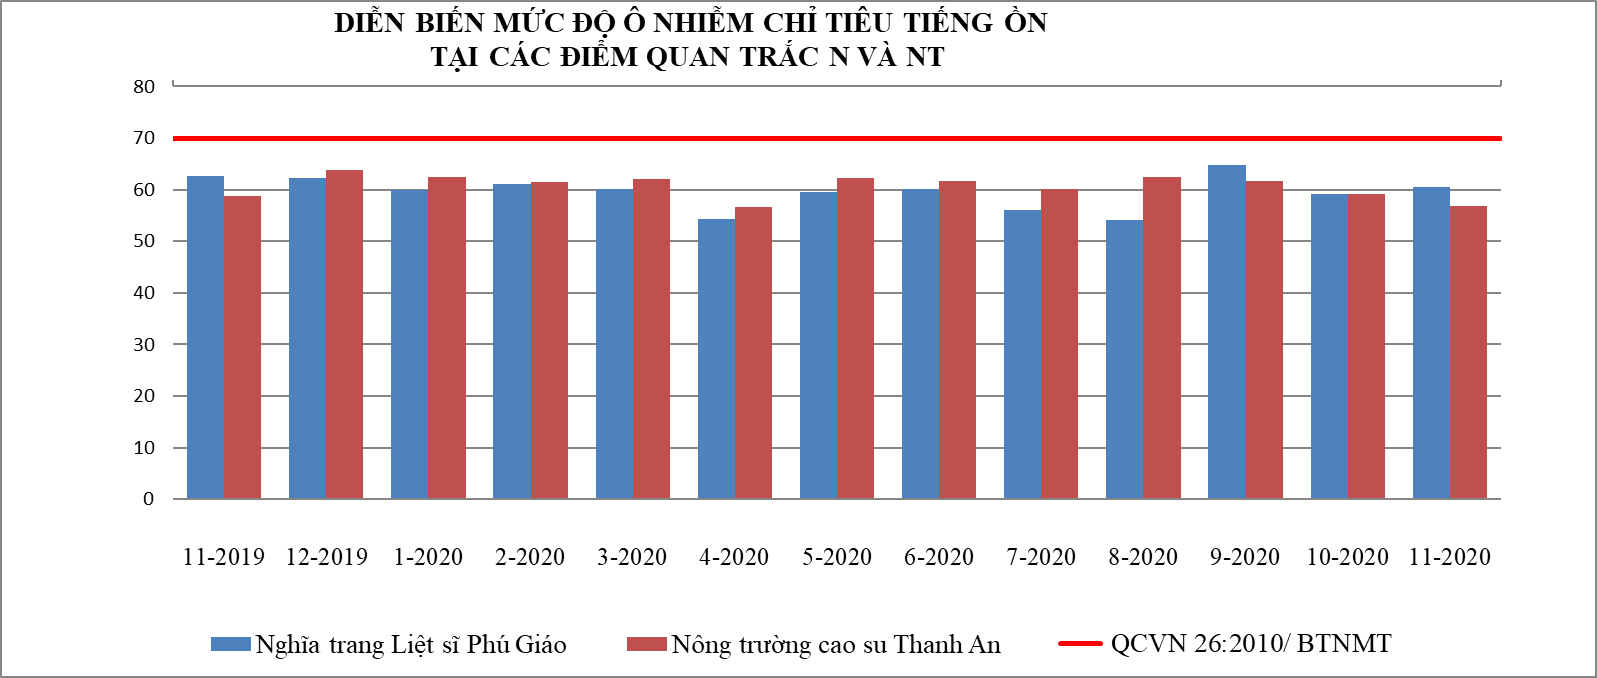 DIỄN BIẾN MỨC ĐỘ Ô NHIỄM CHỈ TIÊU TIẾNG ỒN
TẠI CÁC ĐIỂM QUAN TRẮC N VÀ NT
80
70
60
50
40
30
20
10
0
11-2019 12-2019 1-2020 2-2020 3-2020 4-2020 5-2020 6-2020 7-2020 8-2020 9-2020 10-2020 11-2020
Nghĩa trang Liệt sĩ Phú Giáo Nông trường cao su Thanh An QCVN 26:2010/ BTNMT